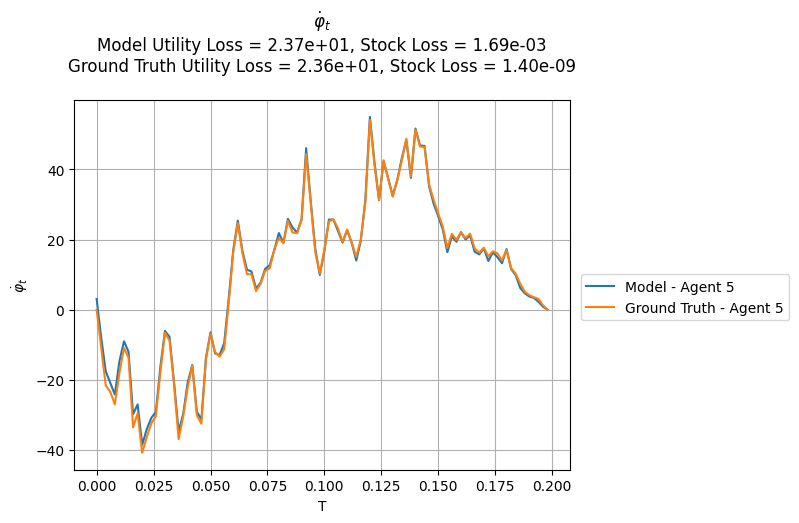 φ̇ₜ
Model Utility Loss = 2.37e+01, Stock Loss = 1.69e-03
Ground Truth Utility Loss = 2.36e+01, Stock Loss = 1.40e-09
40
20
0
−20
−40
φ̇ₜ
0.000 0.025 0.050 0.075 0.100 0.125 0.150 0.175 0.200
T
Model - Agent 5
Ground Truth - Agent 5